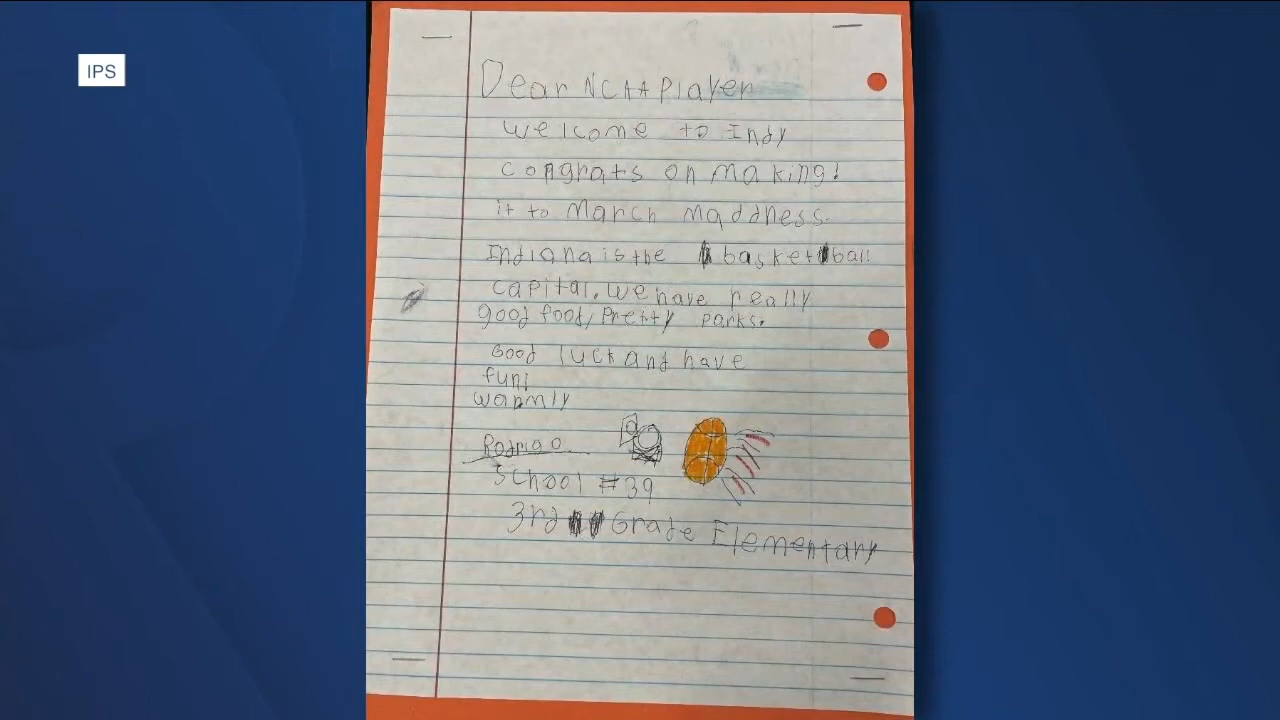 IPS
Dear NCAA Player
Welcome to Indy
congrats on making!
it to March Maddness.
Indiana is the basketball
capital. We have really
good food, Pretty parks.
Good luck and have
fun!
warmly
Rodrigo
School #39
3rd Grade Elementary